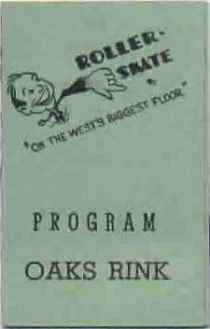 ROLLER-
SKATE
"ON THE WEST'S BIGGEST FLOOR."
PROGRAM
OAKS RINK